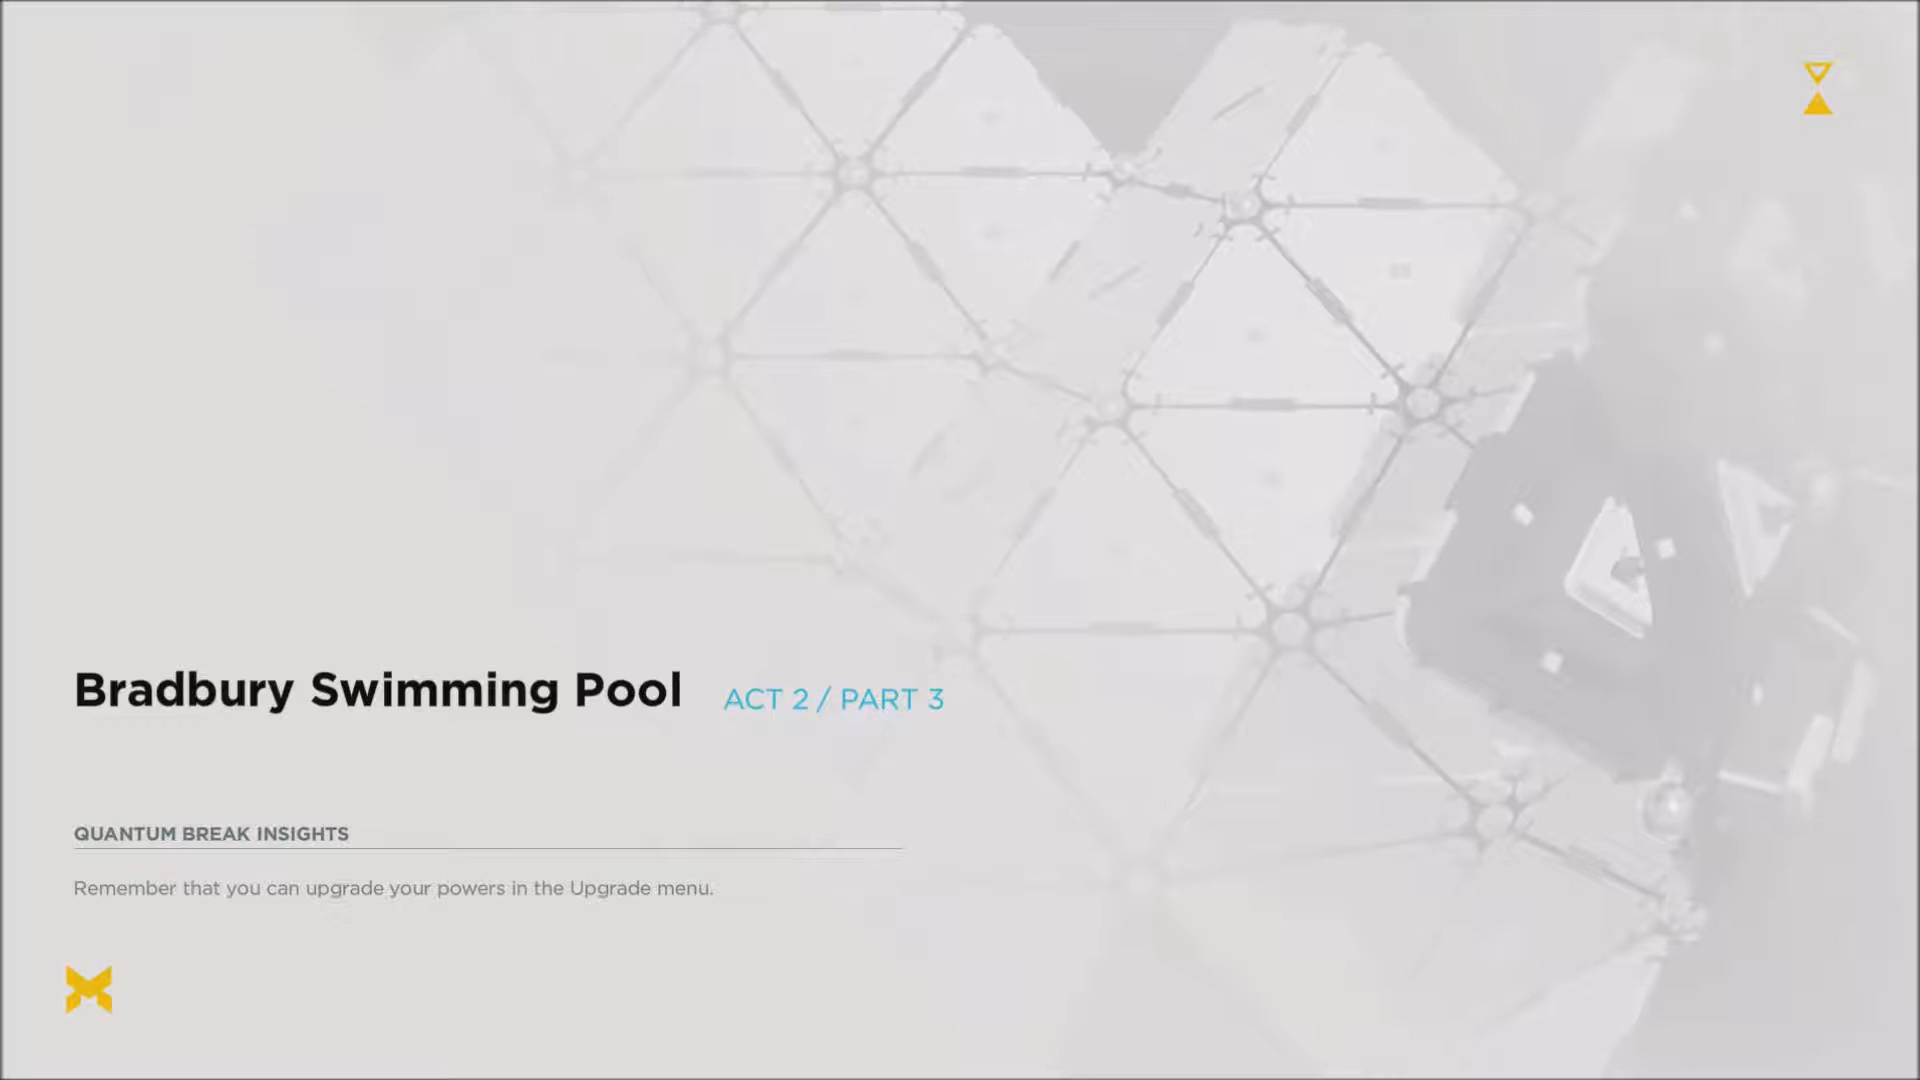 Bradbury Swimming Pool ACT 2 / PART 3
QUANTUM BREAK INSIGHTS
Remember that you can upgrade your powers in the Upgrade menu.